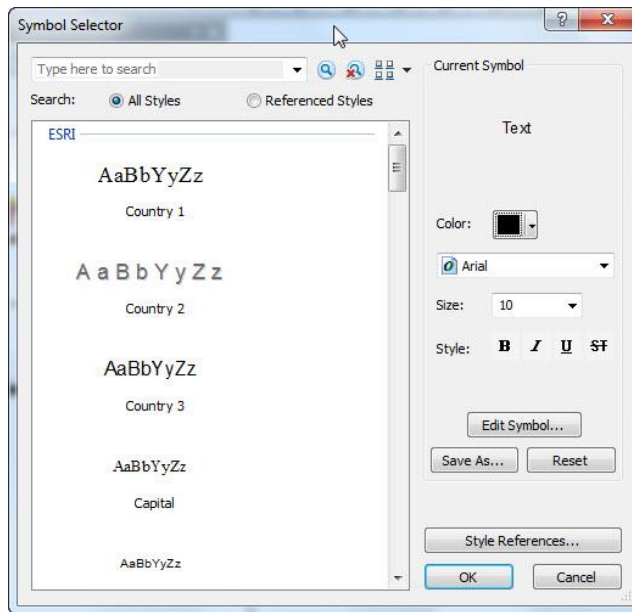 Symbol Selector
Type here to search
Search: All Styles Referenced Styles
ESRI
AaBbYyZz
Country 1
AaBbYyZz
Country 2
AaBbYyZz
Country 3
AaBbYyZz
Capital
AaBbYyZz
Current Symbol
Text
Color:
Arial
Size: 10
Style: B I U ST
Edit Symbol...
Save As... Reset
Style References...
OK Cancel